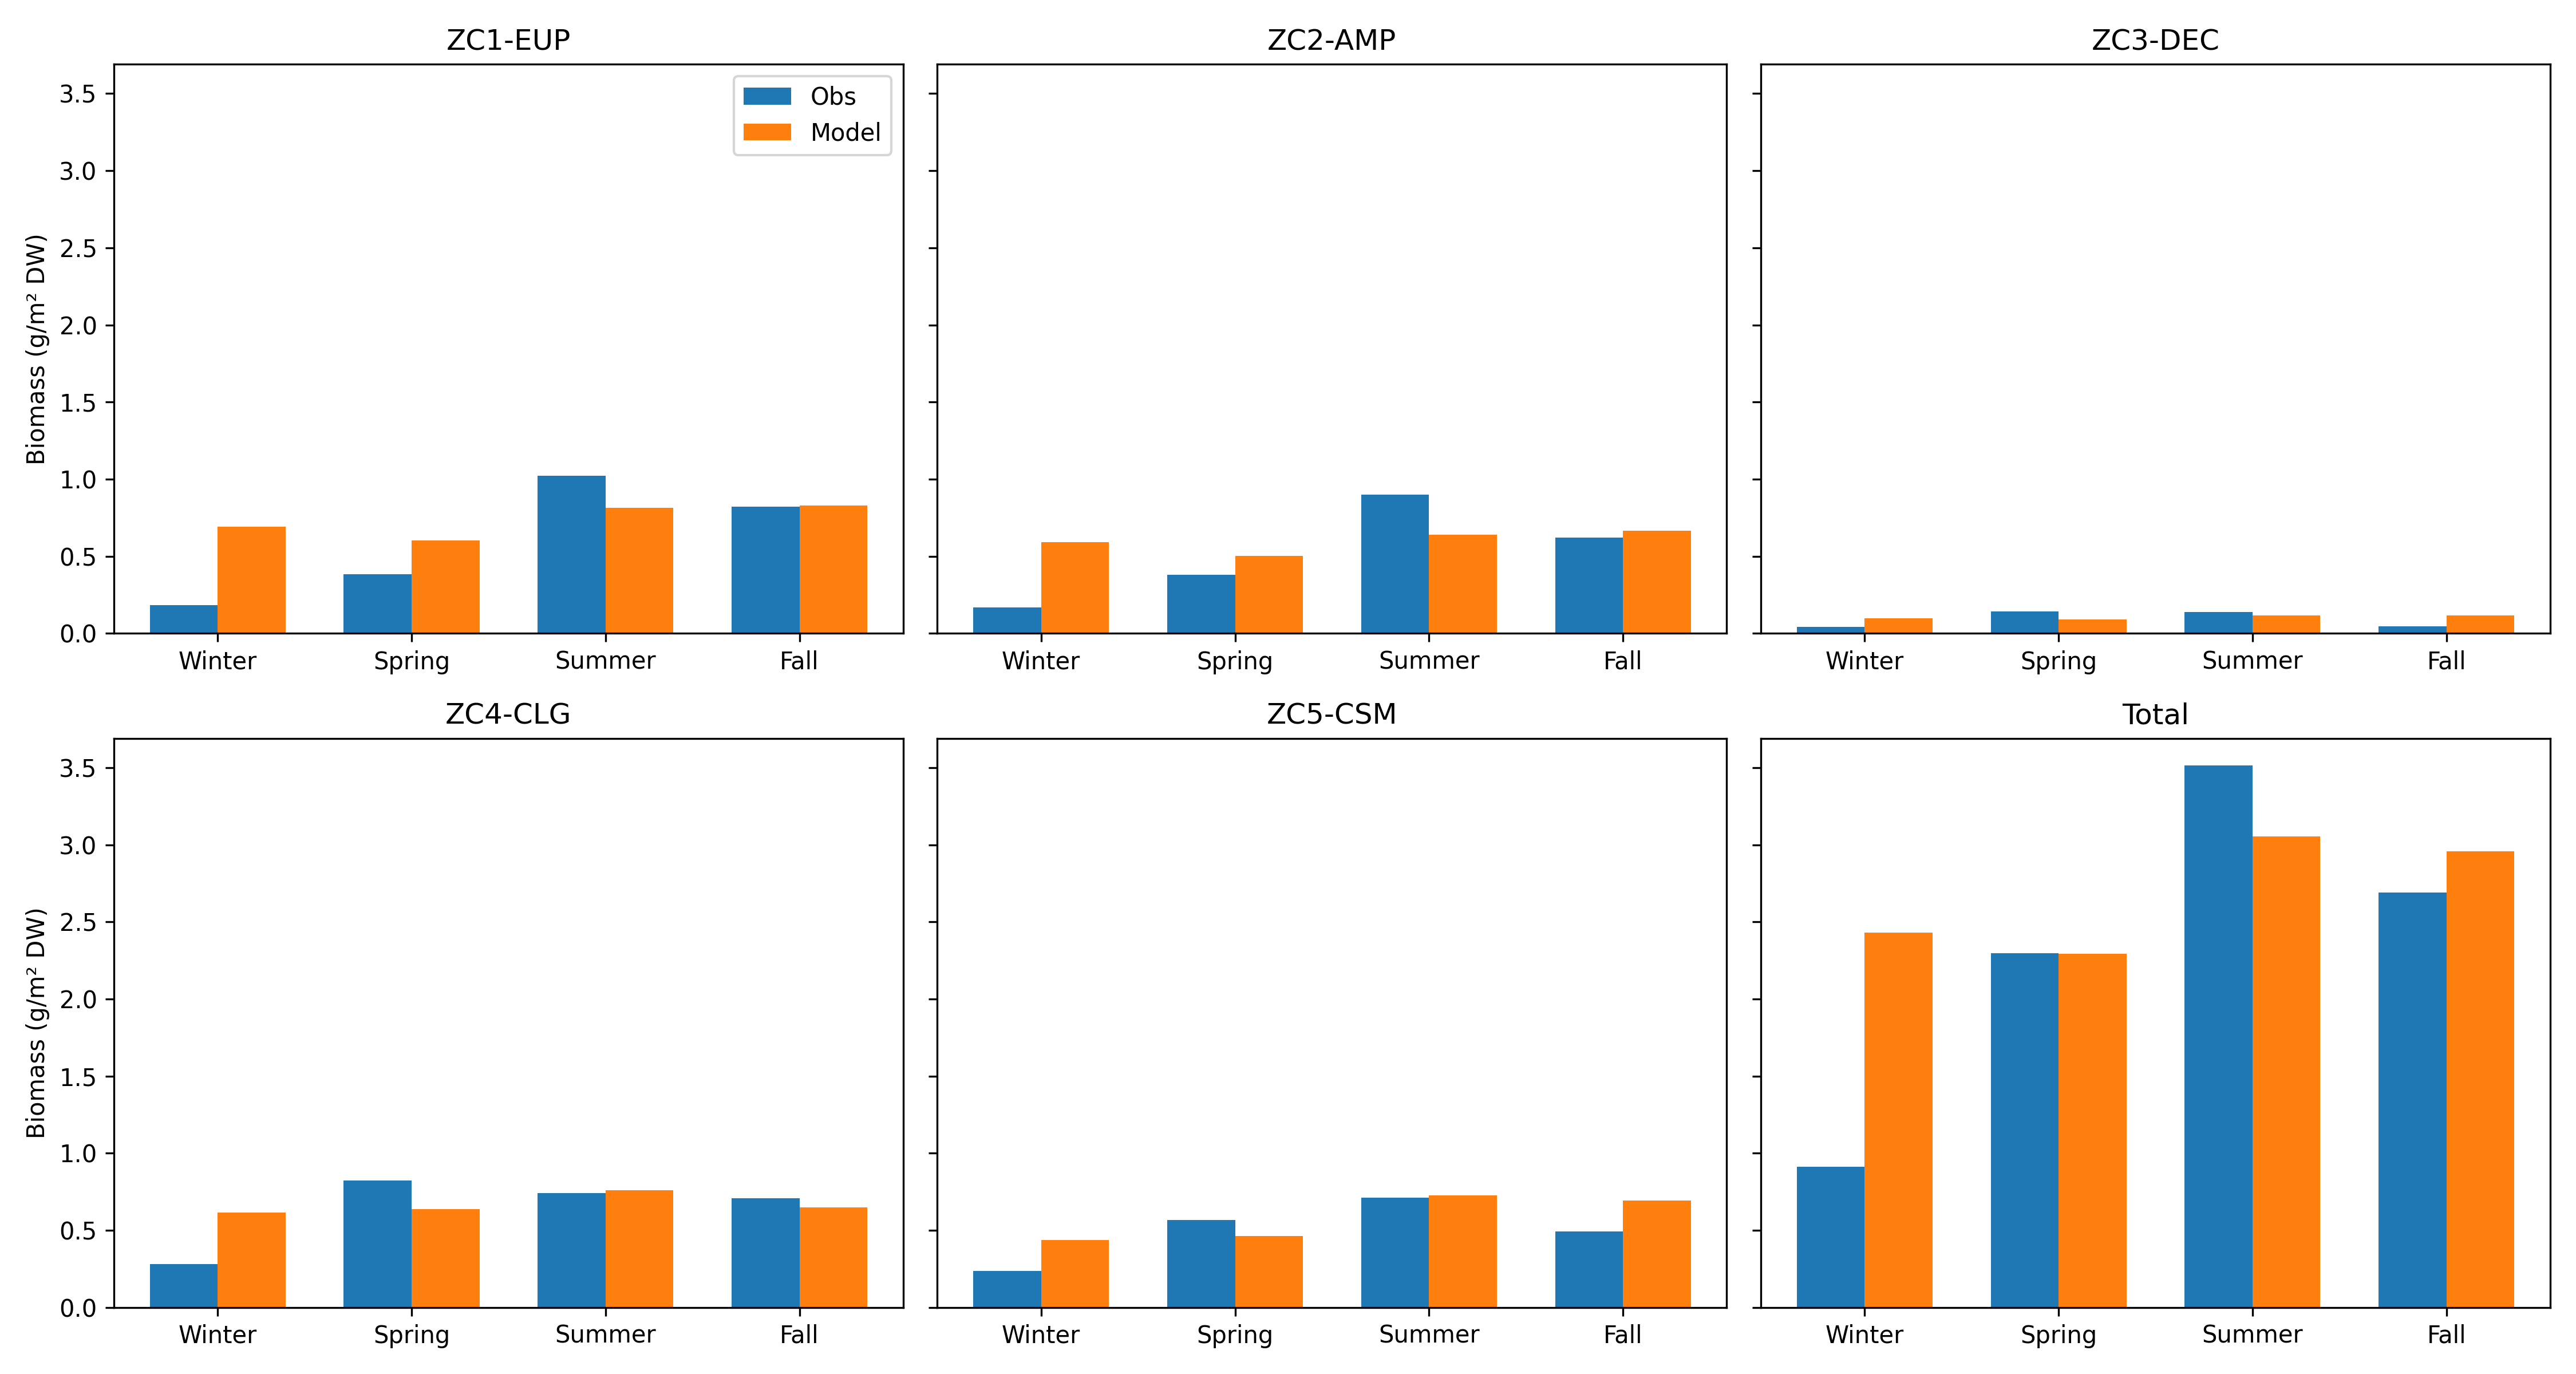 ZC1-EUP
ZC2-AMP
ZC3-DEC
Biomass (g/m² DW)
3.5
3.0
2.5
2.0
1.5
1.0
0.5
0.0
Obs
Model
Winter Spring Summer Fall
Winter Spring Summer Fall
Winter Spring Summer Fall
ZC4-CLG
ZC5-CSM
Total
Biomass (g/m² DW)
3.5
3.0
2.5
2.0
1.5
1.0
0.5
0.0
Winter Spring Summer Fall
Winter Spring Summer Fall
Winter Spring Summer Fall